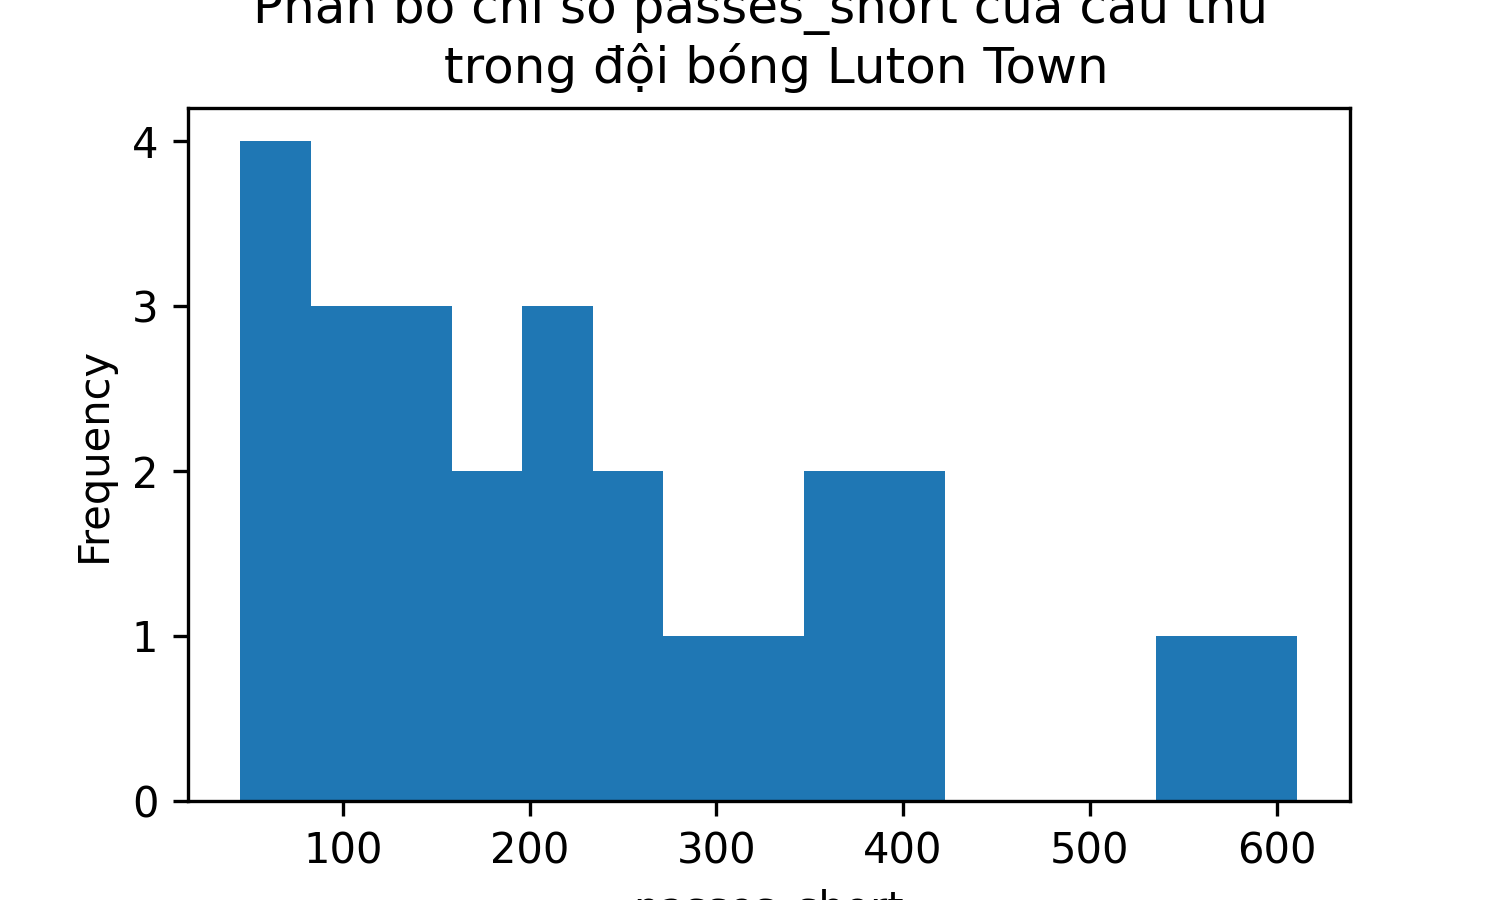 Phân bố chỉ số passes_short của cầu thủ
trong đội bóng Luton Town
4
3
2
1
0
Frequency
100 200 300 400 500 600
passes_short